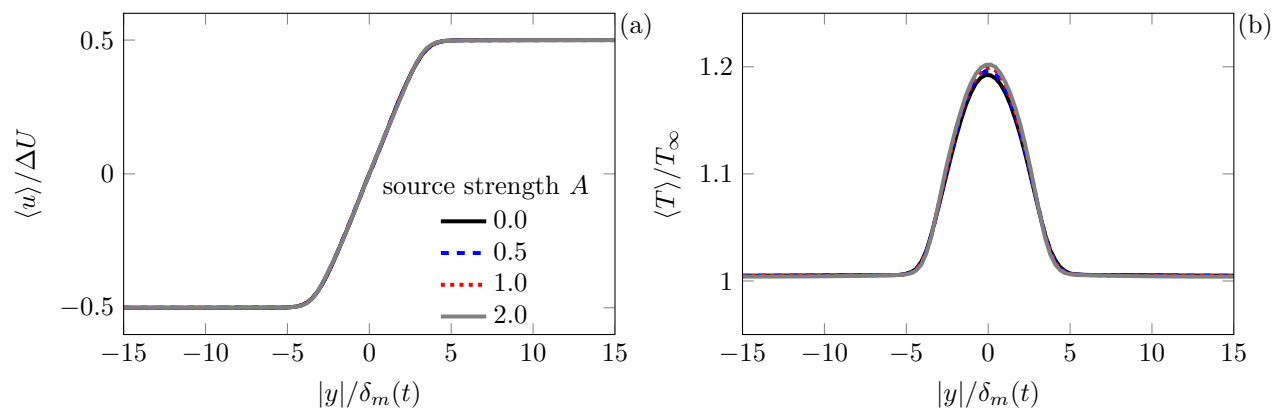 (a)
0.5
0
−0.5
⟨u⟩/ΔU
source strength A
0.0
0.5
1.0
2.0
−15 −10 −5 0 5 10 15
|y|/δm(t)
(b)
1.2
1.1
1
⟨T⟩/T∞
−15 −10 −5 0 5 10 15
|y|/δm(t)